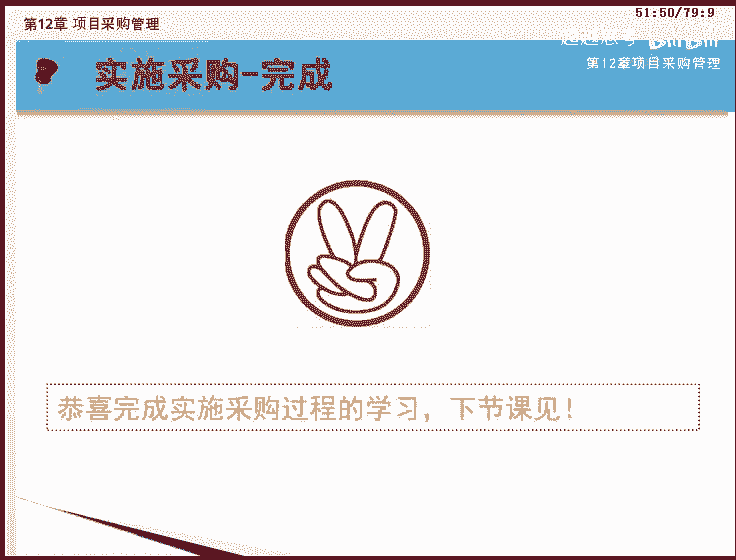 第12章 项目采购管理
51:50/79:9
第12章项目采购管理
实施采购-完成
恭喜完成实施采购过程的学习，下节课见！